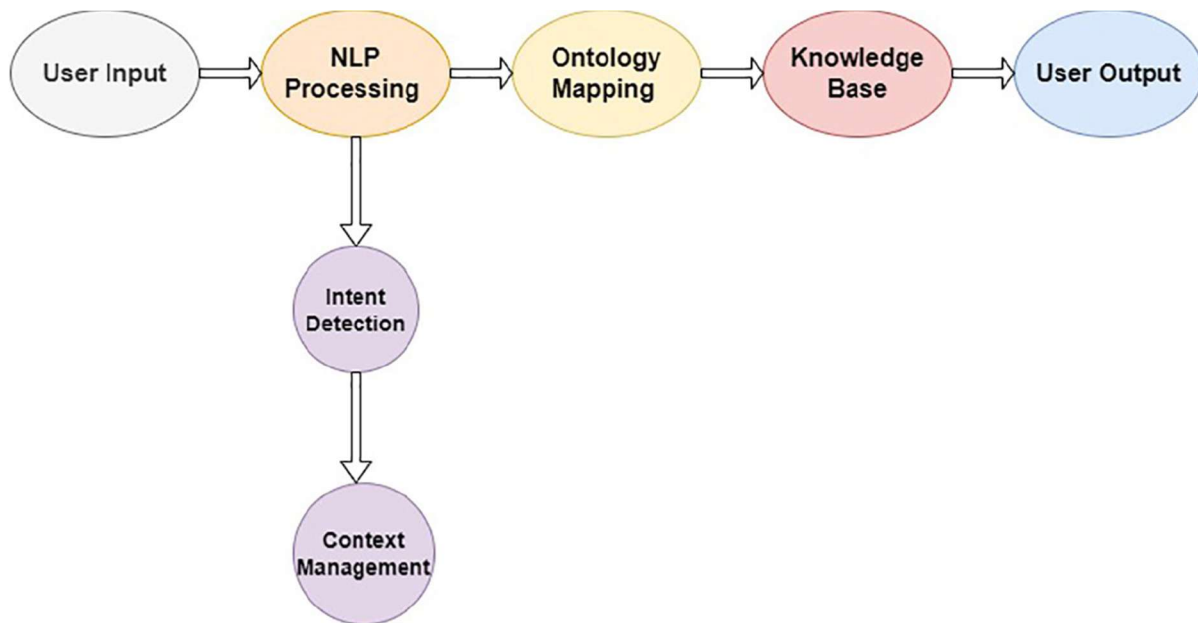 User Input
NLP
Processing
Ontology
Mapping
Knowledge
Base
User Output
Intent
Detection
Context
Management